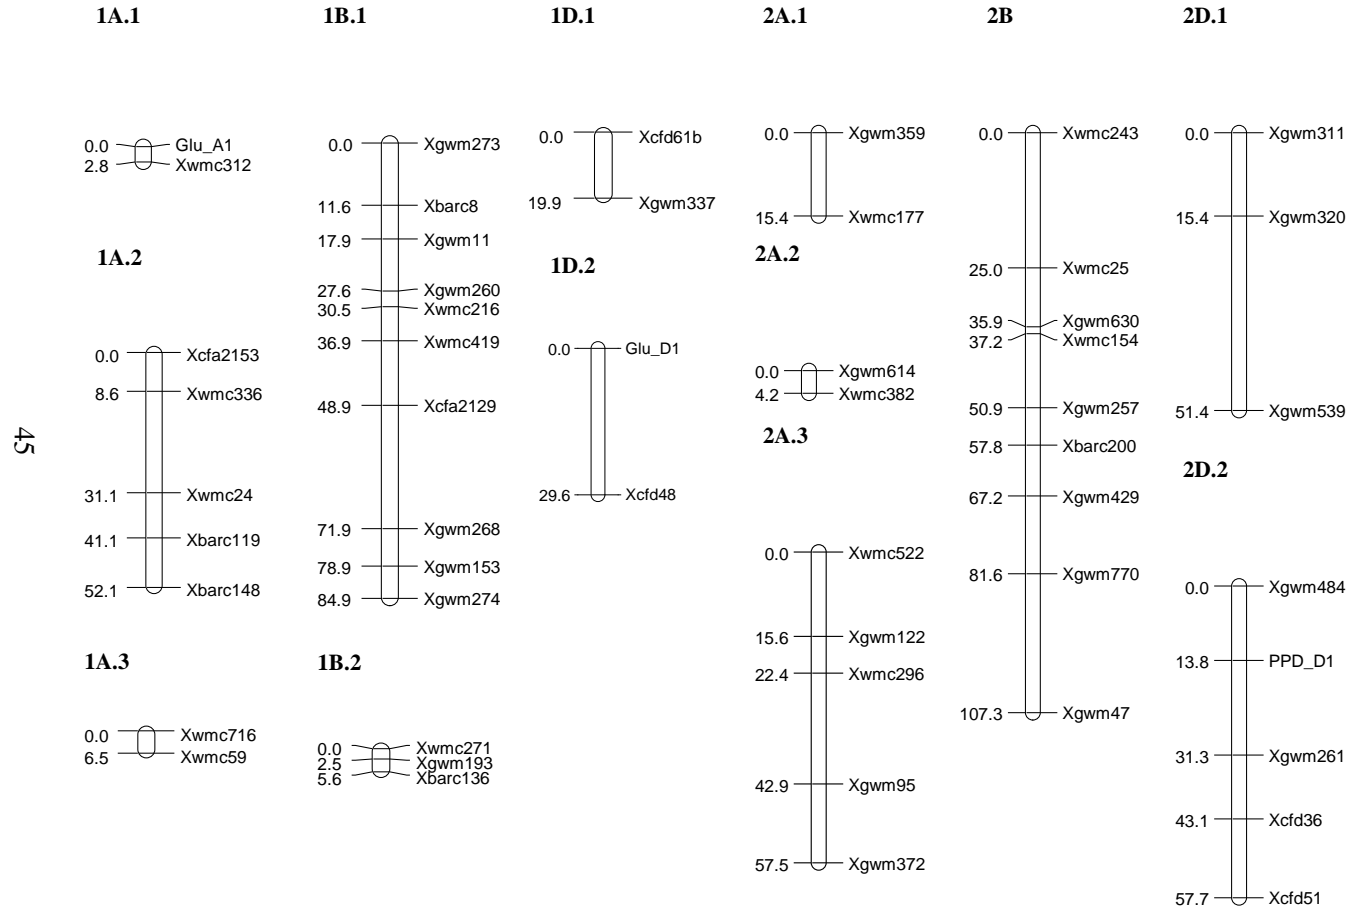 1A.1
0.0 Glu_A1
2.8 Xwmc312
1A.2
0.0 Xcfa2153
8.6 Xwmc336
31.1 Xwmc24
41.1 Xbarc119
52.1 Xbarc148
1A.3
0.0 Xwmc716
6.5 Xwmc59
1B.1
0.0 Xgwm273
11.6 Xbarc8
17.9 Xgwm11
27.6 Xgwm260
30.5 Xwmc216
36.9 Xwmc419
48.9 Xcfa2129
71.9 Xgwm268
78.9 Xgwm153
84.9 Xgwm274
1B.2
0.0 Xwmc271
2.5 Xgwm193
5.6 Xbarc136
1D.1
0.0 Xcfd61b
19.9 Xgwm337
1D.2
0.0 Glu_D1
29.6 Xcfd48
2A.1
0.0 Xgwm359
15.4 Xwmc177
2A.2
0.0 Xgwm614
4.2 Xwmc382
2A.3
0.0 Xwmc522
15.6 Xgwm122
22.4 Xwmc296
42.9 Xgwm95
57.5 Xgwm372
2B
0.0 Xwmc243
25.0 Xwmc25
35.9 Xgwm630
37.2 Xwmc154
50.9 Xgwm257
57.8 Xbarc200
67.2 Xgwm429
81.6 Xgwm770
107.3 Xgwm47
2D.1
0.0 Xgwm311
15.4 Xgwm320
51.4 Xgwm539
2D.2
0.0 Xgwm484
13.8 PPD_D1
31.3 Xgwm261
43.1 Xcfd36
57.7 Xcfd51
45